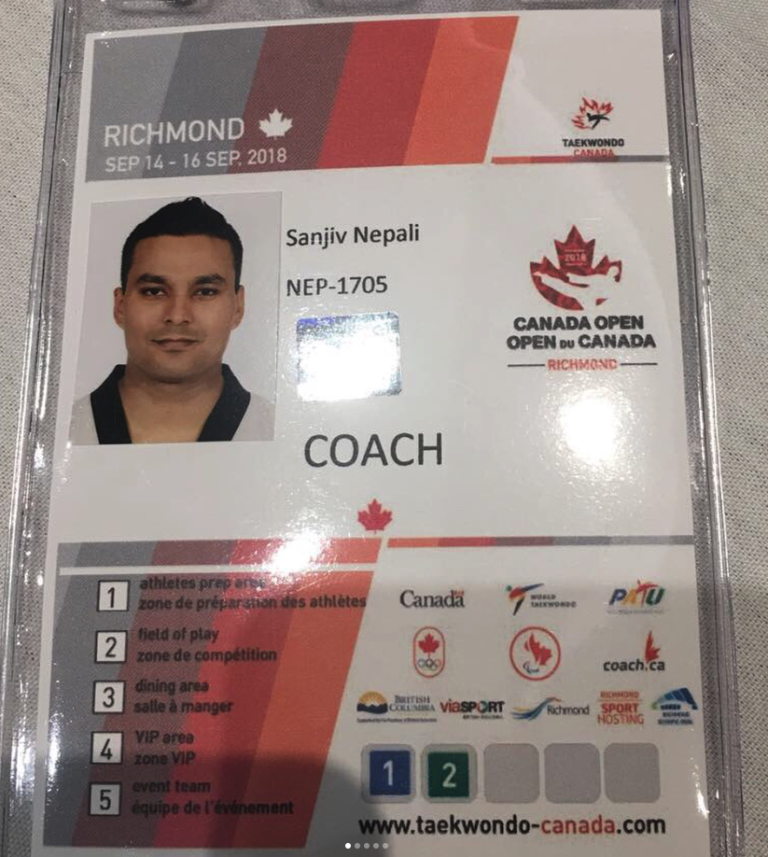 RICHMOND
SEP 14 - 16 SEP, 2018
TAEKWONDO
CANADA
Sanjiv Nepali
NEP-1705
2018
CANADA OPEN
OPEN DU CANADA
RICHMOND
COACH
1 athletes prep area
zone de préparation des athlètes
2 field of play
zone de compétition
3 dining area
salle à manger
4 VIP area
zone VIP
5 event team
équipe de l'événement
Canada WORLD TAEKWONDO PATU
coach.ca
BRITISH COLUMBIA viaSPORT Richmond RICHMOND SPORT HOSTING
1 2
www.taekwondo-canada.com